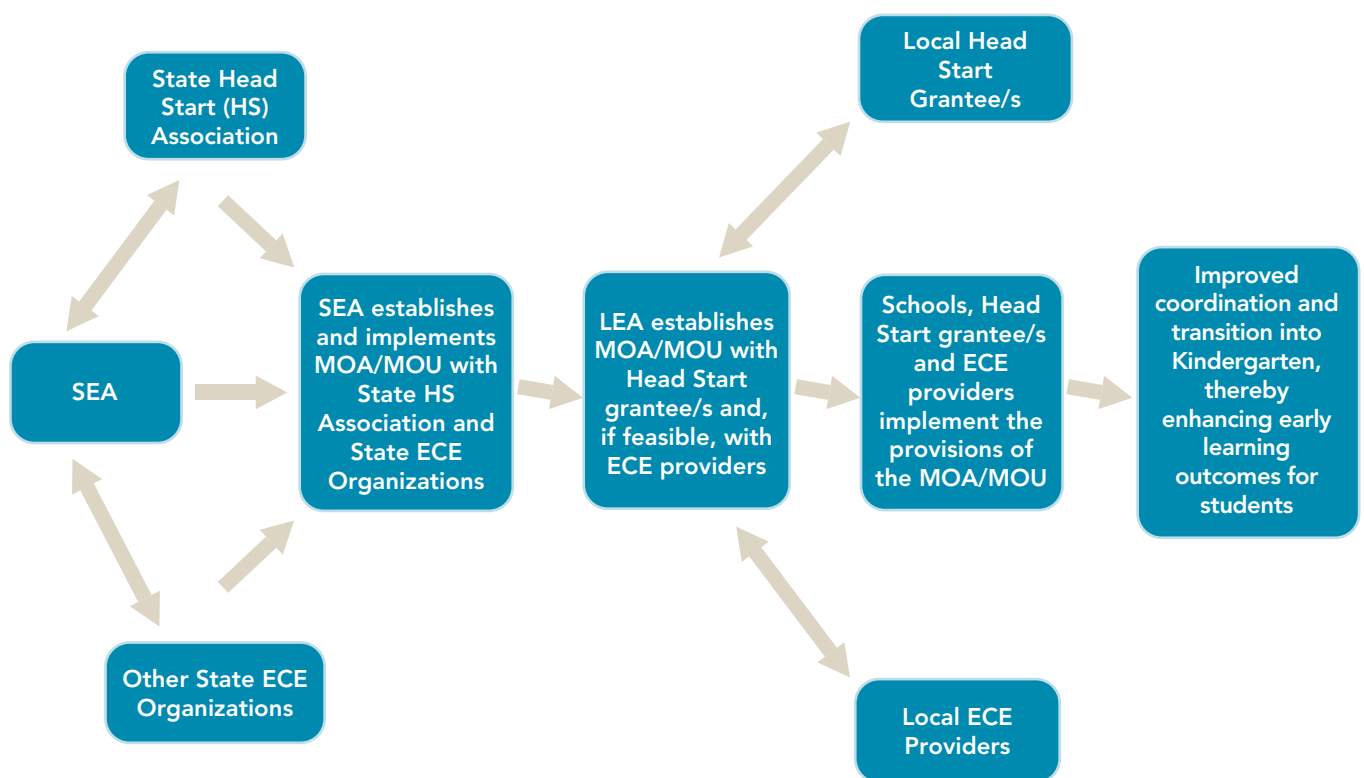 Local Head
Start
Grantee/s
State Head
Start (HS)
Association
SEA
SEA establishes
and implements
MOA/MOU with
State HS
Association and
State ECE
Organizations
LEA establishes
MOA/MOU with
Head Start
grantee/s and,
if feasible, with
ECE providers
Schools, Head
Start grantee/s
and ECE
providers
implement the
provisions of
the MOA/MOU
Improved
coordination and
transition into
Kindergarten,
thereby
enhancing early
learning
outcomes for
students
Other State ECE
Organizations
Local ECE
Providers